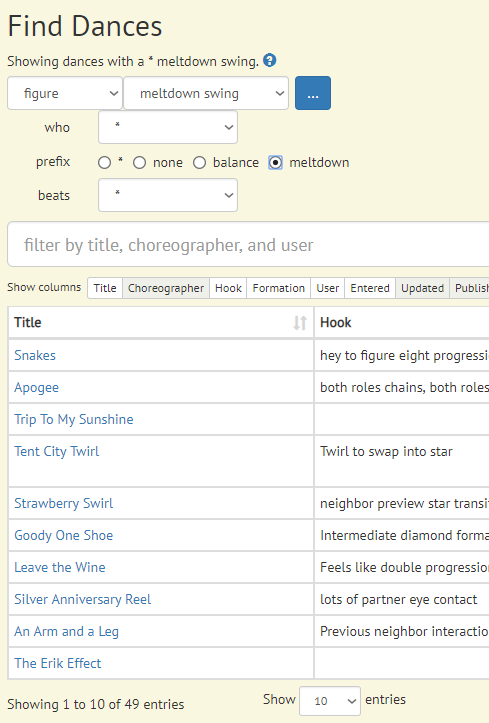 Find Dances
Showing dances with a * meltdown swing. ?
figure meltdown swing ...
who *
prefix * none balance meltdown
beats *
filter by title, choreographer, and user
Show columns Title Choreographer Hook Formation User Entered Updated Publish
Title Hook
Snakes hey to figure eight progressi
Apogee both roles chains, both roles
Trip To My Sunshine
Tent City Twirl Twirl to swap into star
Strawberry Swirl neighbor preview star transit
Goody One Shoe Intermediate diamond forma
Leave the Wine Feels like double progressio
Silver Anniversary Reel lots of partner eye contact
An Arm and a Leg Previous neighbor interactio
The Erik Effect
Showing 1 to 10 of 49 entries Show 10 entries